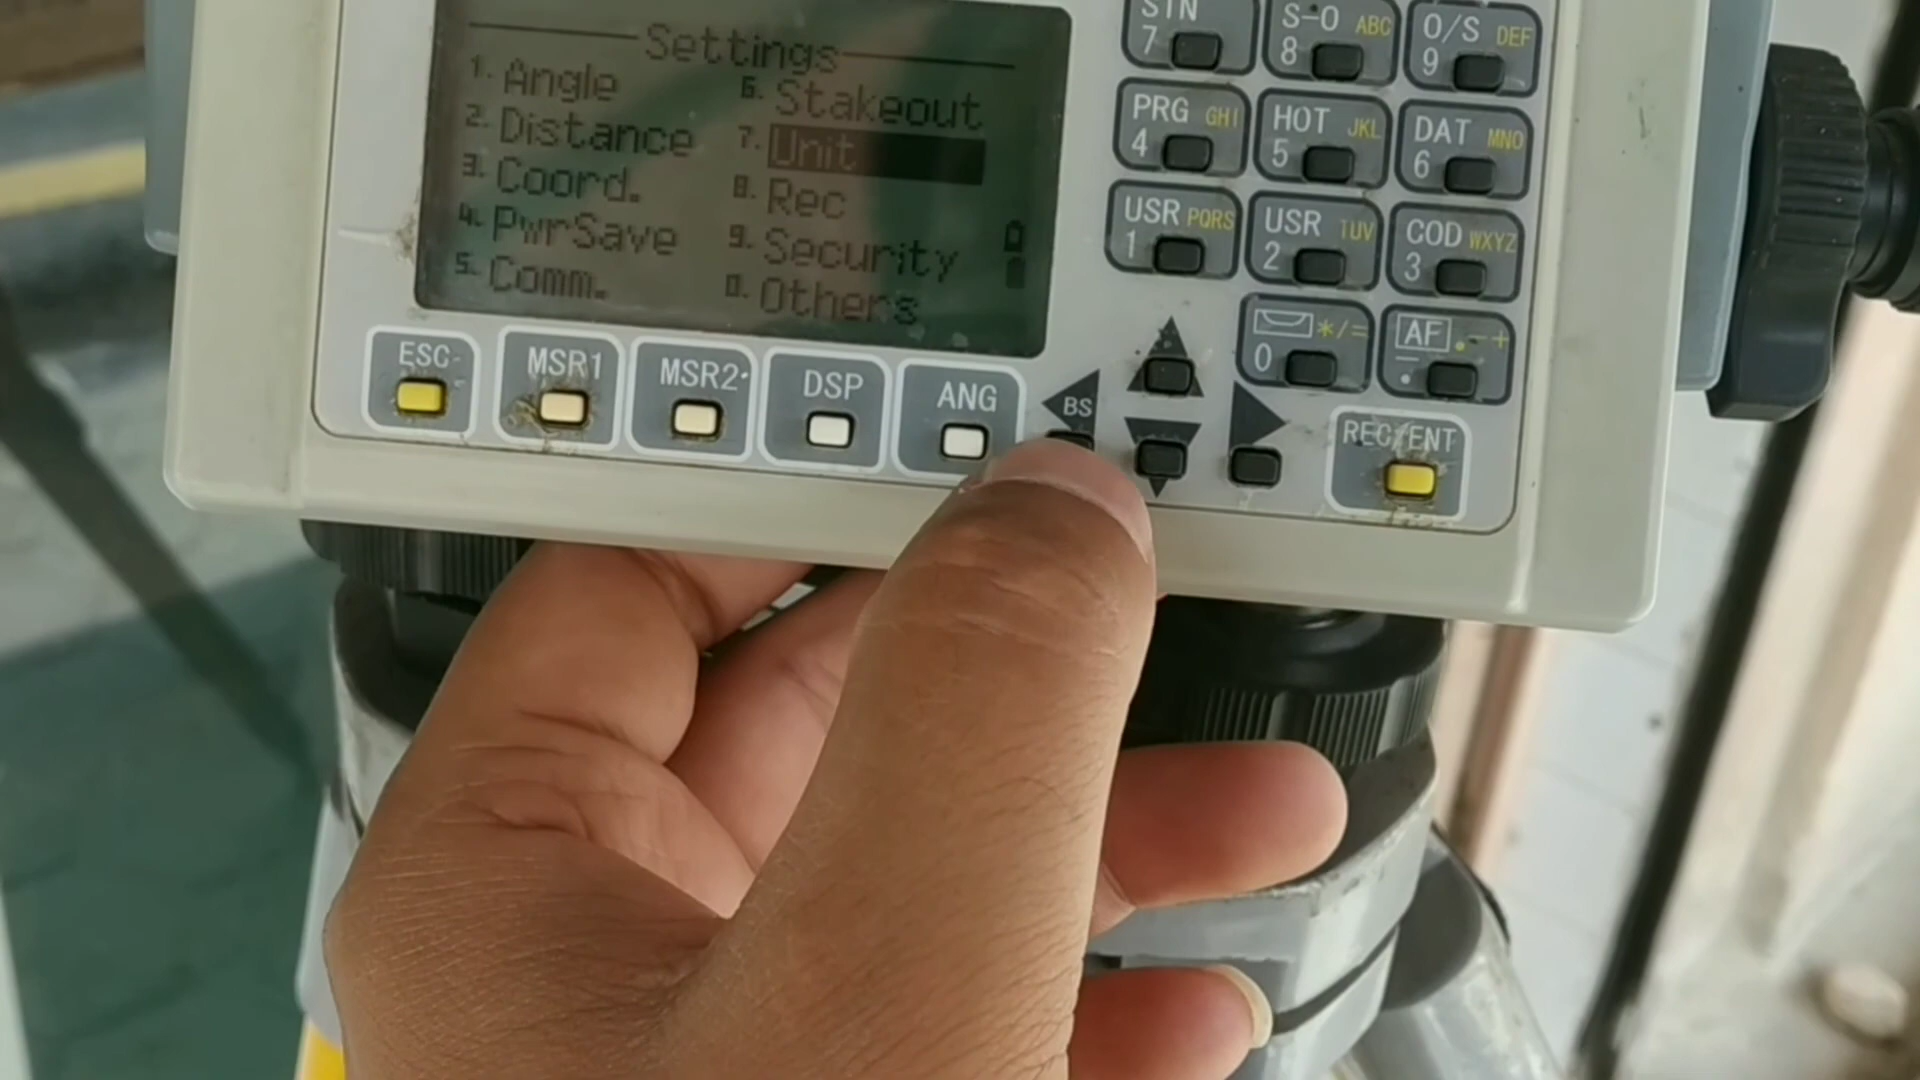 Settings
1. Angle
2. Distance
3. Coord.
4. PwrSave
5. Comm.
6. Stakeout
7. Unit
8. Rec
9. Security
0. Others
STN
7
S-O ABC
8
O/S DEF
9
PRG GHI
4
HOT JKL
5
DAT MNO
6
USR PQRS
1
USR TUV
2
COD WXYZ
3
*/=
0
AF .-+
ESC
MSR1
MSR2
DSP
ANG
BS
REC/ENT